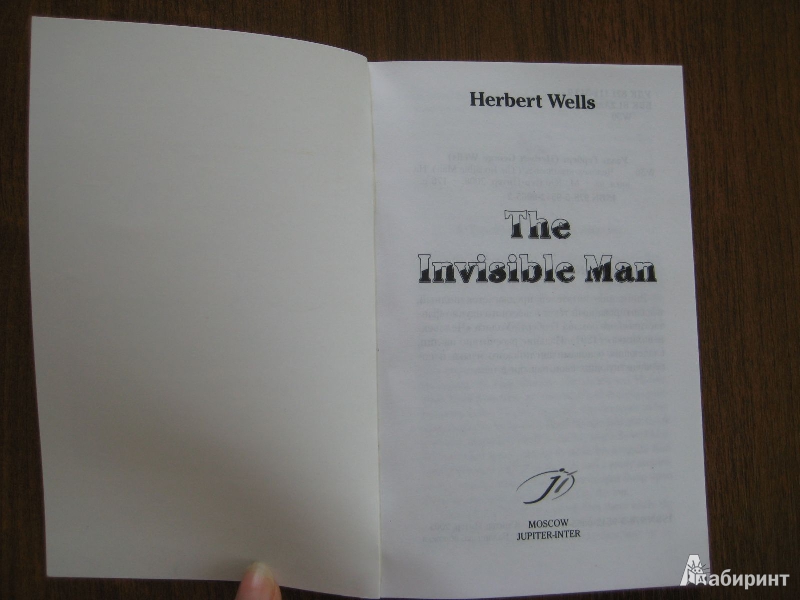 Herbert Wells
The
Invisible Man
MOSCOW
JUPITER-INTER
Лабиринт